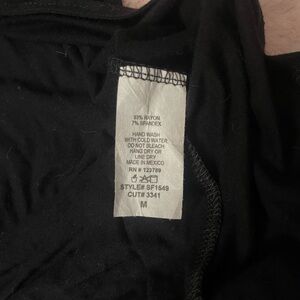 93% RAYON
7% SPANDEX
HAND WASH
WITH COLD WATER
DO NOT BLEACH
HANG DRY OR
LINE DRY
MADE IN MEXICO
RN # 123789
STYLE# SF1649
CUT# 3341
M